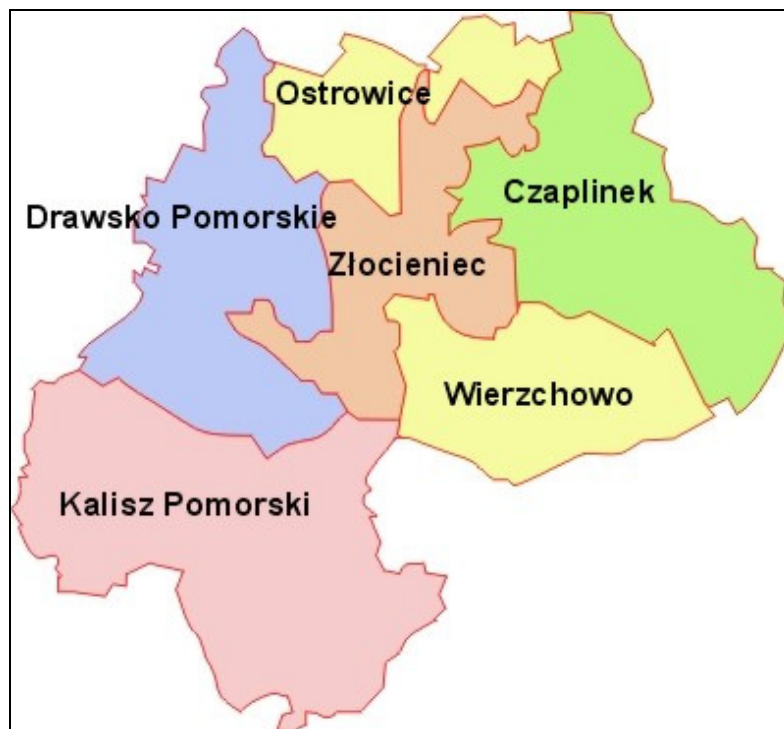 Ostrowice
Czaplinek
Drawsko Pomorskie
Złocieniec
Wierzchowo
Kalisz Pomorski